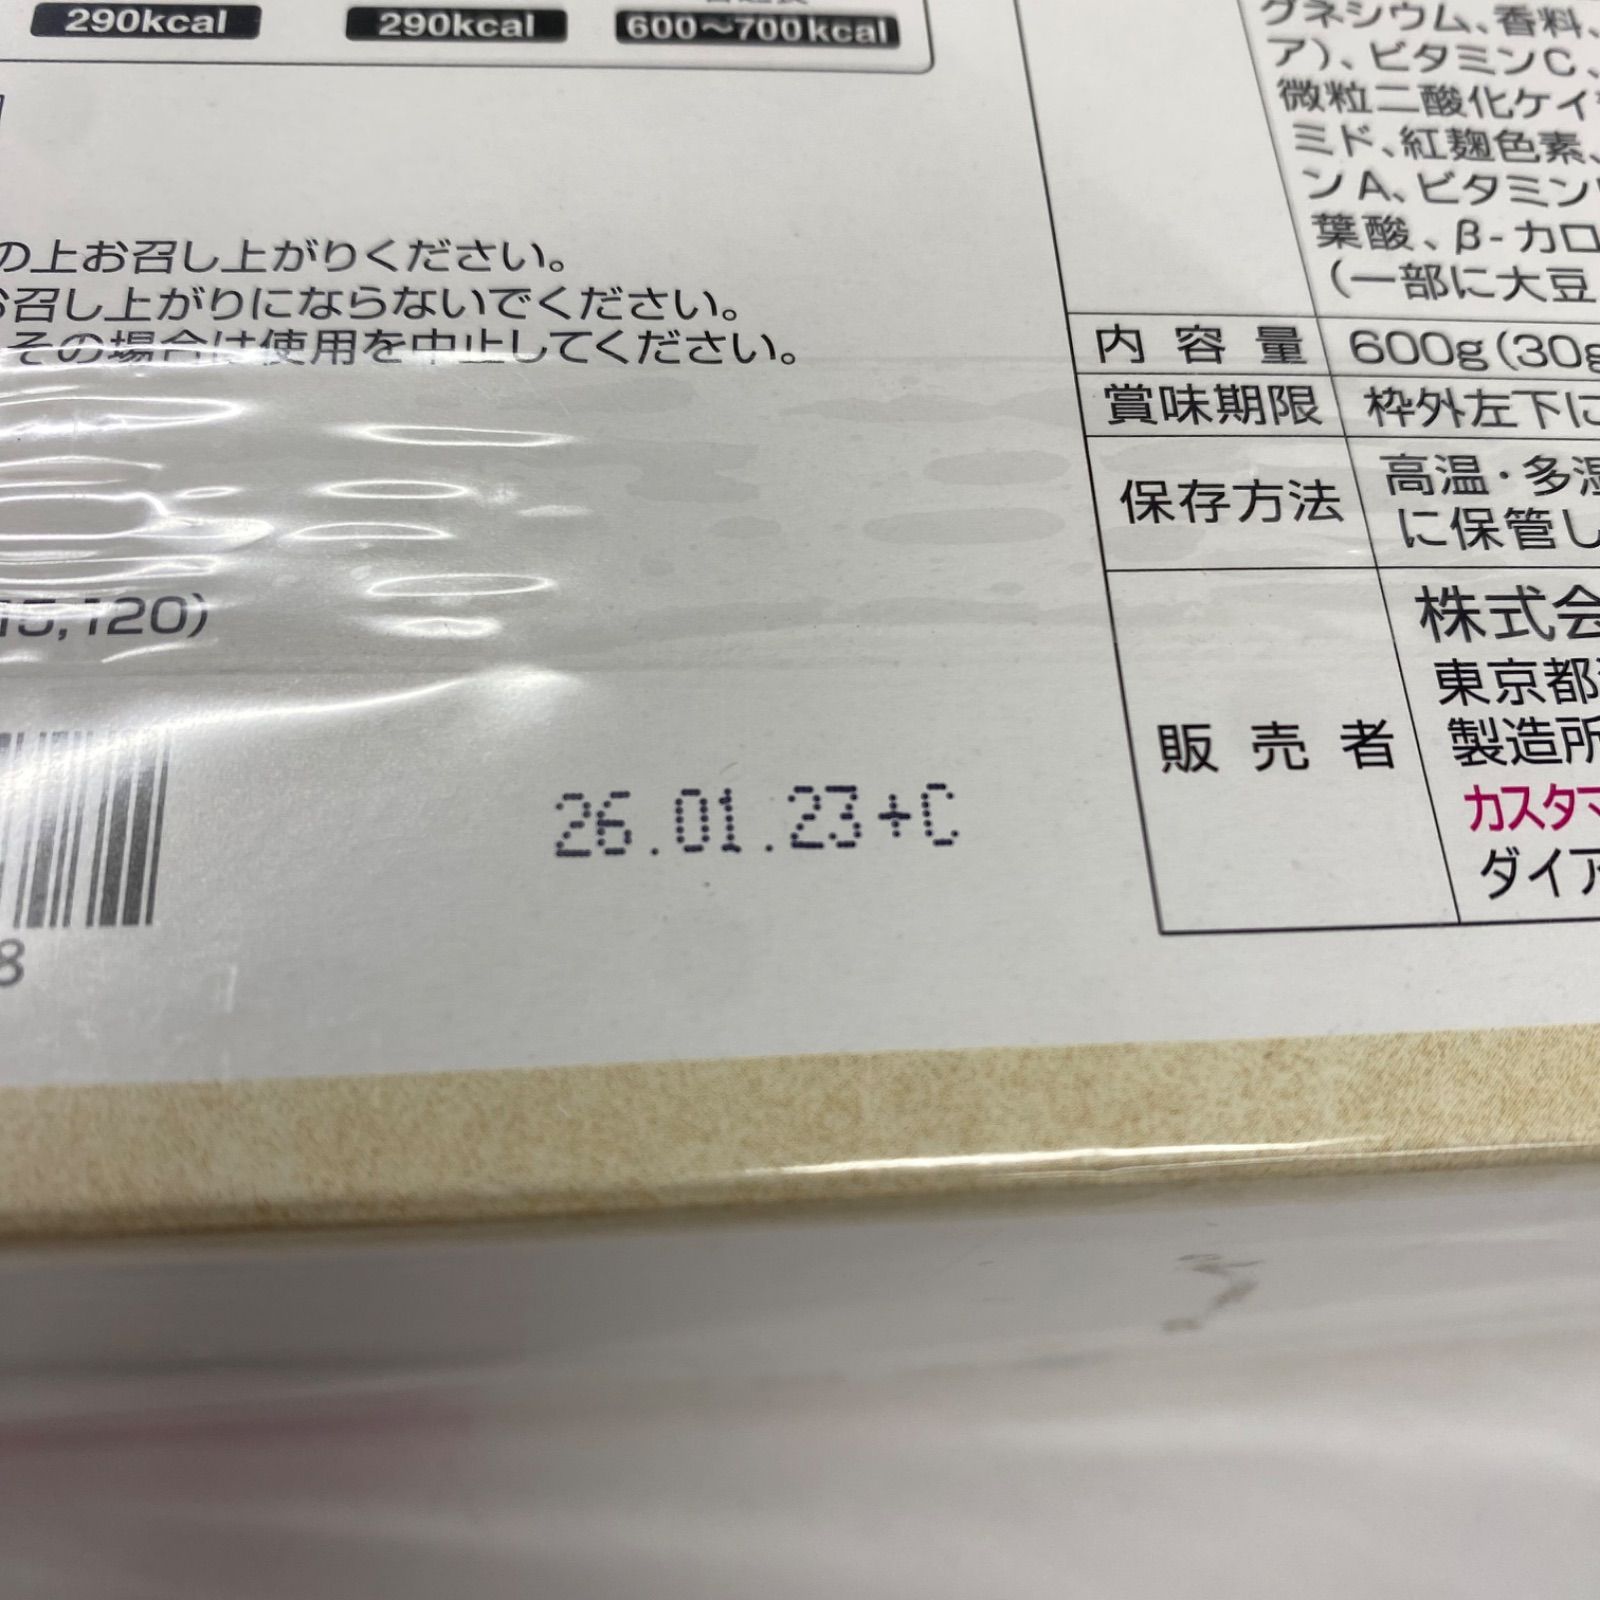 290kcal
290kcal
600～700kcal
の上お召し上がりください。
お召し上がりにならないでください。
その場合は使用を中止してください。
15,120)
8
26.01.23+C
グネシウム、香料、
ア)、ビタミンC、
微粒二酸化ケイ
ミド、紅麹色素、
ンA、ビタミン
葉酸、β-カロ
(一部に大豆
内容量 600g(30g
賞味期限 枠外左下に
保存方法 高温・多湿
に保管し
販売者 株式会
東京都
製造所
カスタマ
ダイア